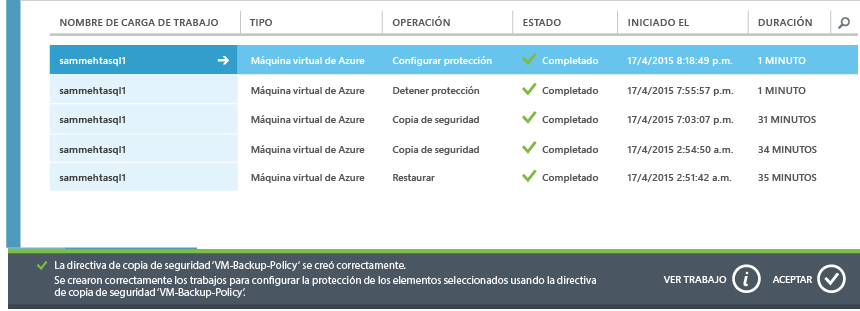 NOMBRE DE CARGA DE TRABAJO TIPO OPERACIÓN ESTADO INICIADO EL DURACIÓN
sammehtasql1 Máquina virtual de Azure Configurar protección Completado 17/4/2015 8:18:49 p.m. 1 MINUTO
sammehtasql1 Máquina virtual de Azure Detener protección Completado 17/4/2015 7:55:57 p.m. 1 MINUTO
sammehtasql1 Máquina virtual de Azure Copia de seguridad Completado 17/4/2015 7:03:07 p.m. 31 MINUTOS
sammehtasql1 Máquina virtual de Azure Copia de seguridad Completado 17/4/2015 2:54:50 a.m. 34 MINUTOS
sammehtasql1 Máquina virtual de Azure Restaurar Completado 17/4/2015 2:51:42 a.m. 35 MINUTOS
La directiva de copia de seguridad ‘VM-Backup-Policy’ se creó correctamente.
Se crearon correctamente los trabajos para configurar la protección de los elementos seleccionados usando la directiva
de copia de seguridad ‘VM-Backup-Policy’.
VER TRABAJO i ACEPTAR